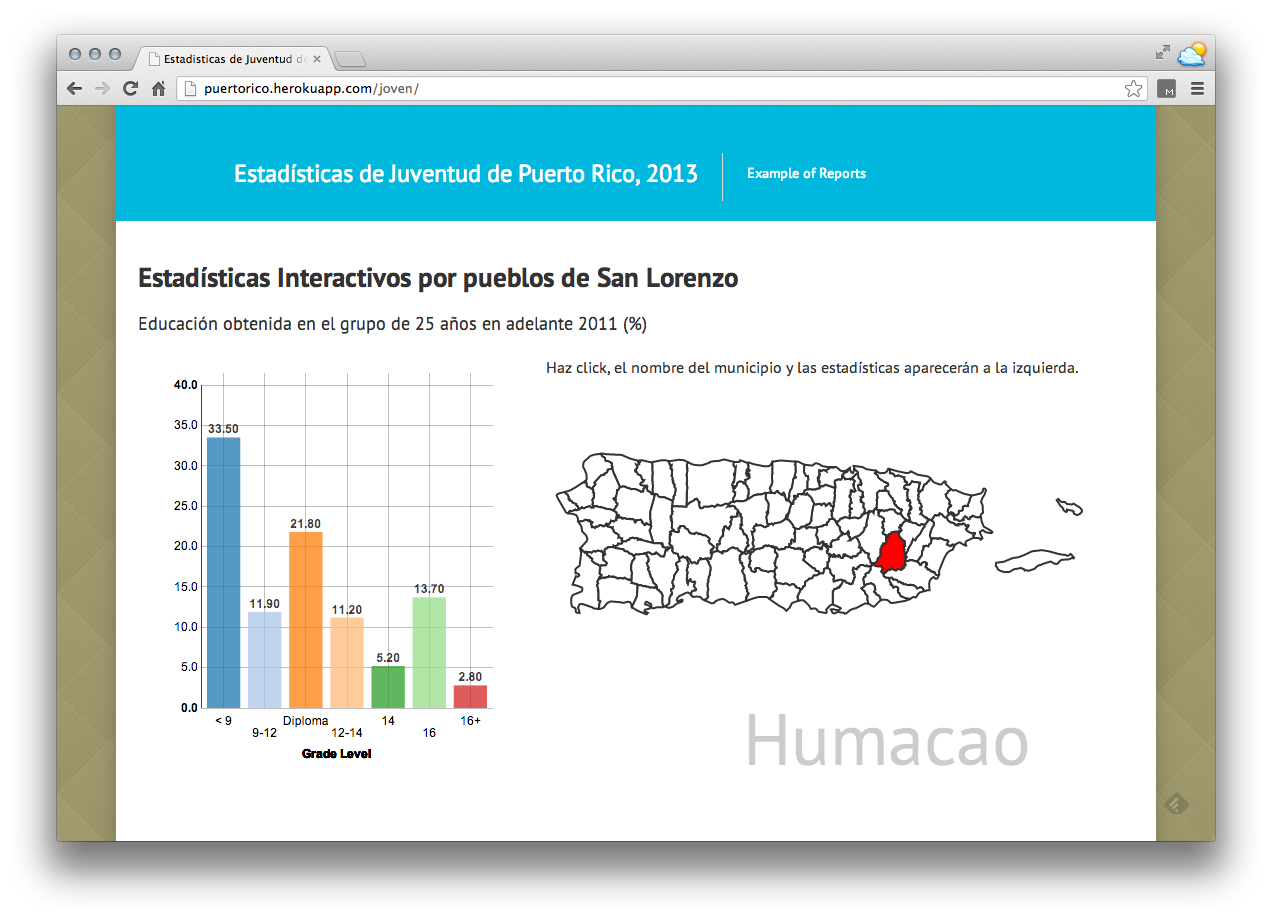 Estadísticas de Juventud de
puertorico.herokuapp.com/joven/
M
Estadísticas de Juventud de Puerto Rico, 2013
Example of Reports
Estadísticas Interactivos por pueblos de San Lorenzo
Educación obtenida en el grupo de 25 años en adelante 2011 (%)
Haz click, el nombre del municipio y las estadísticas aparecerán a la izquierda.
40.0
35.0
33.50
30.0
25.0
21.80
20.0
15.0
13.70
11.90
11.20
10.0
5.20
5.0
2.80
0.0
< 9
Diploma
14
16+
9-12
12-14
16
Grade Level
Humacao